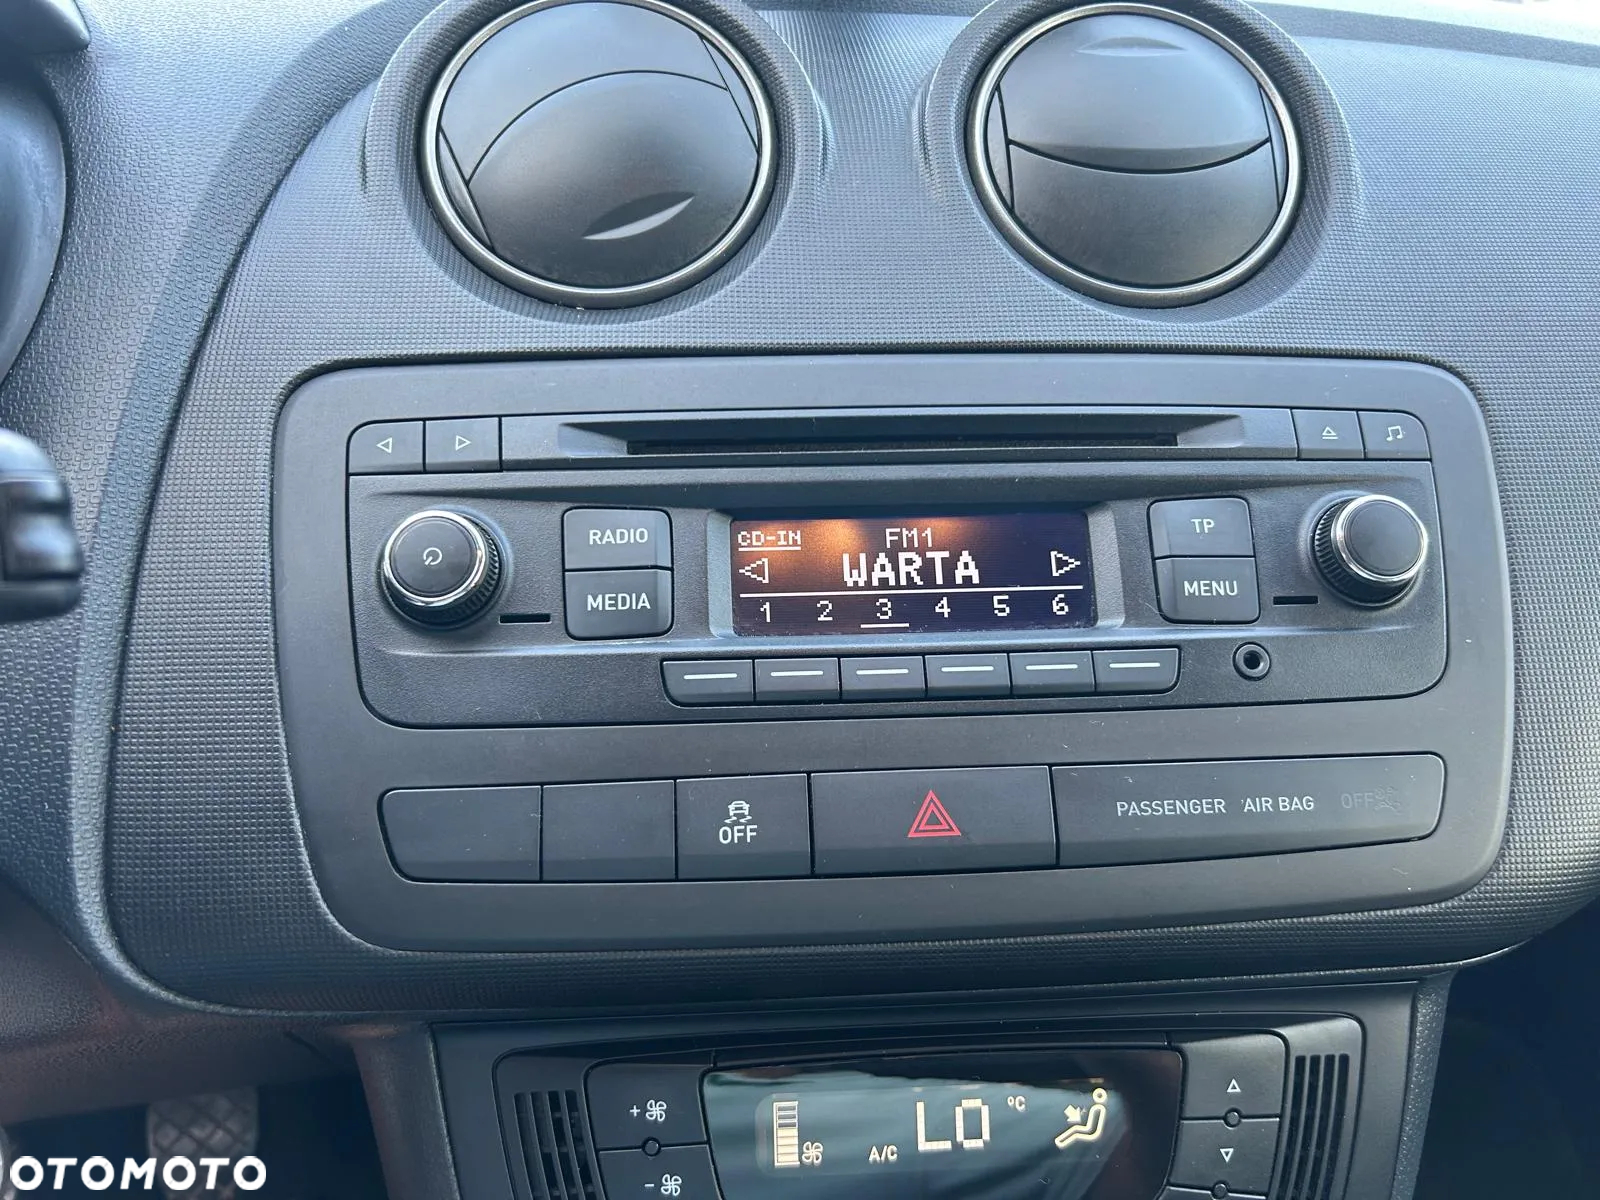 RADIO
MEDIA
CD-IN
FM1
WARTA
1 2 3 4 5 6
TP
MENU
OFF
PASSENGER AIR BAG OFF
+
-
A/C
LO °C
OTOMOTO